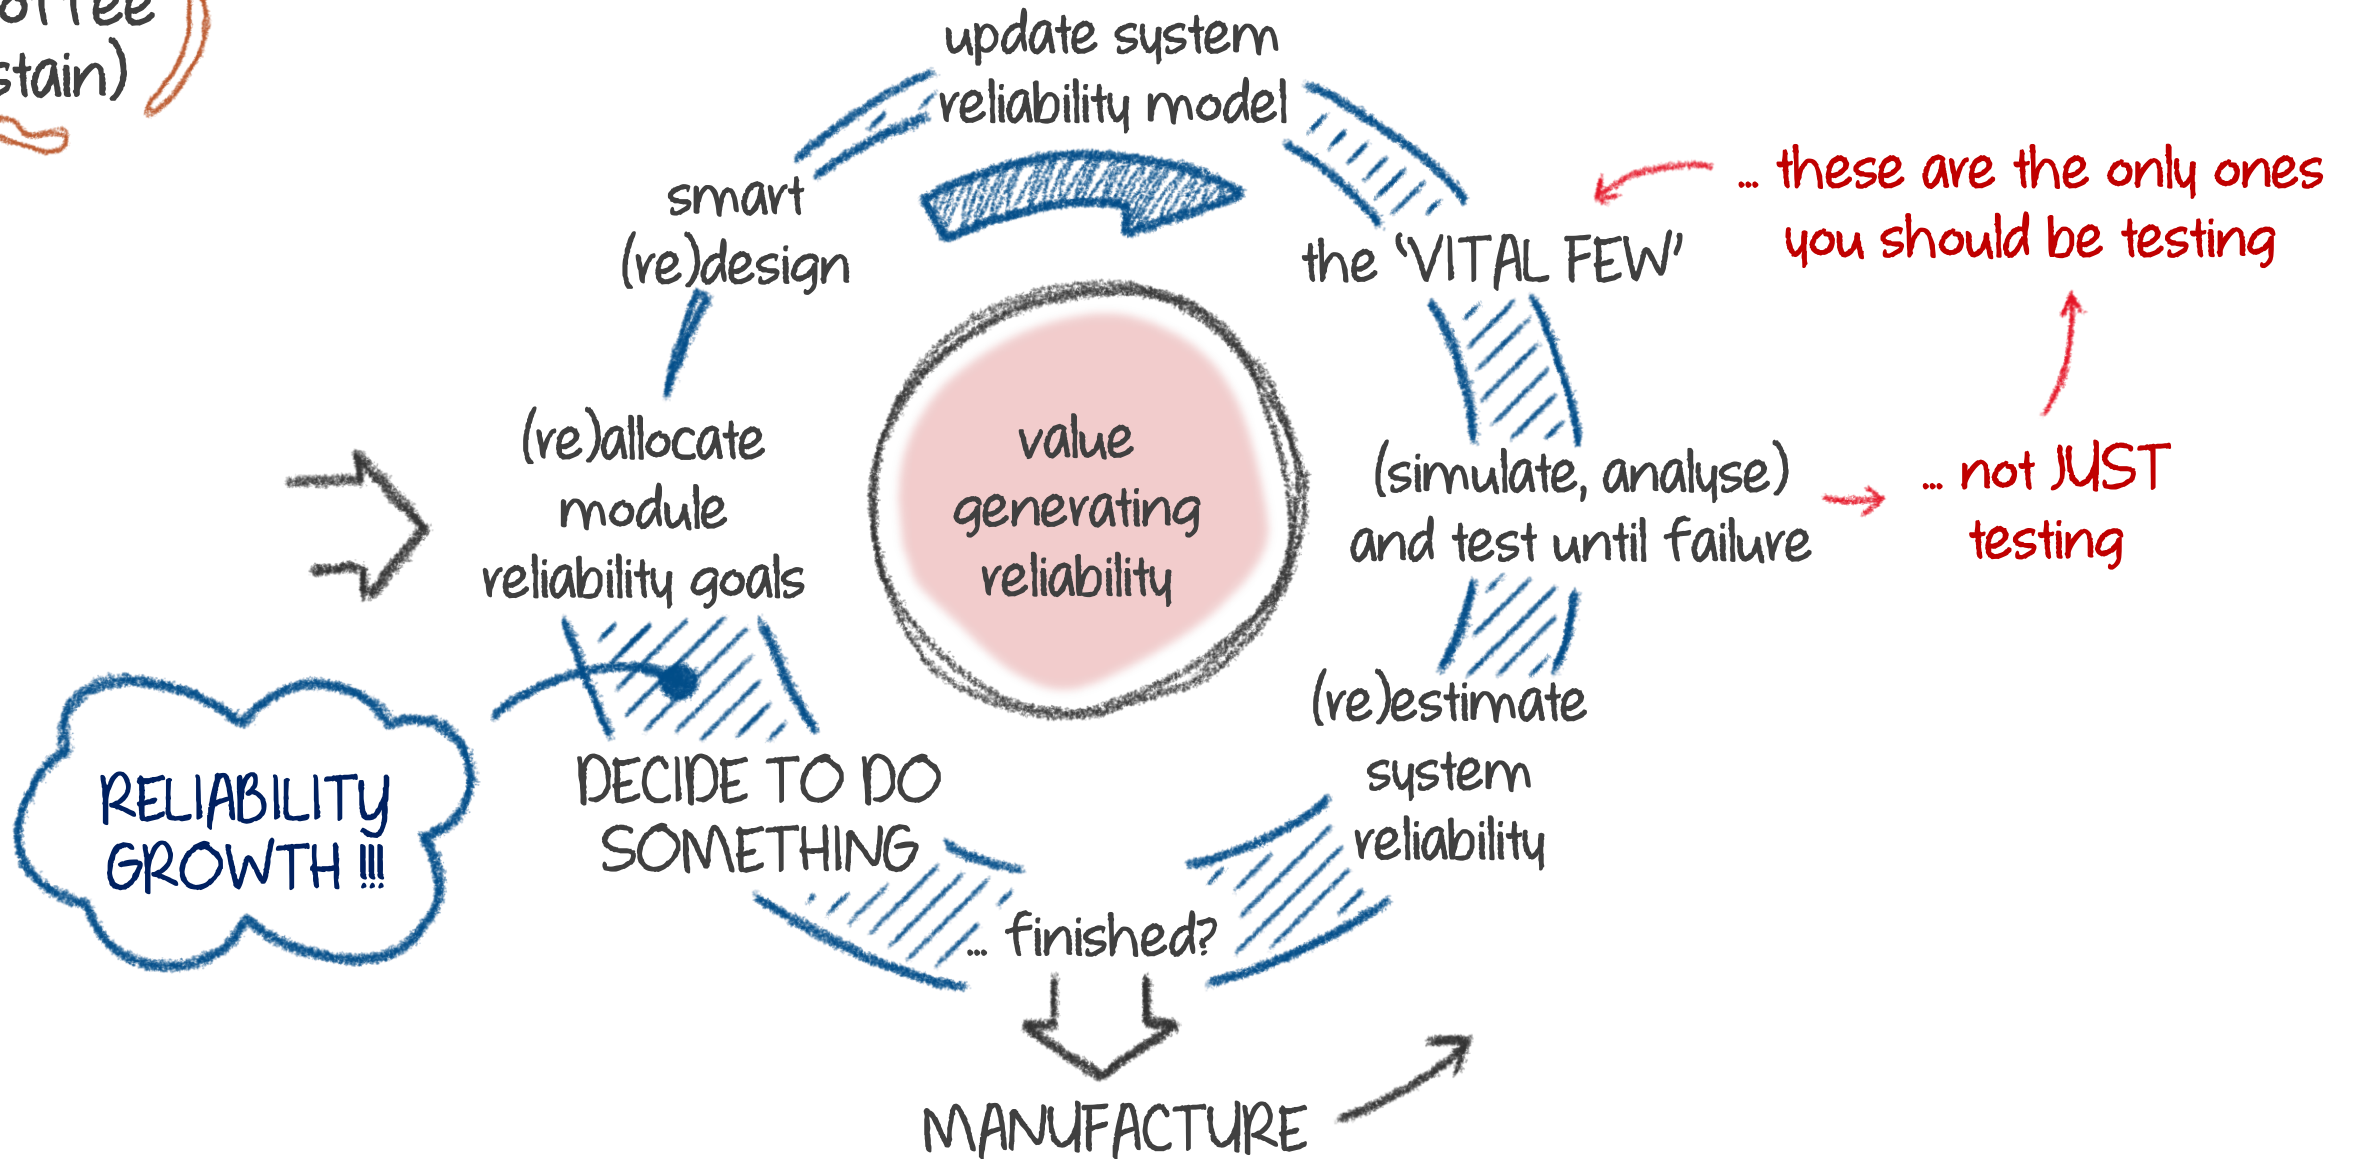 stain)
update system
reliability model
smart
(re)design
the ‘VITAL FEW’
... these are the only ones
you should be testing
(re)allocate
module
reliability goals
value
generating
reliability
(simulate, analyse)
and test until failure
... not JUST
testing
(re)estimate
system
reliability
RELIABILITY
GROWTH !!!
DECIDE TO DO
SOMETHING
... finished?
MANUFACTURE